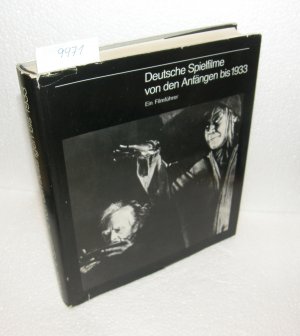 9971
Deutsche Spielfilme
von den Anfängen bis 1933
Ein Filmführer